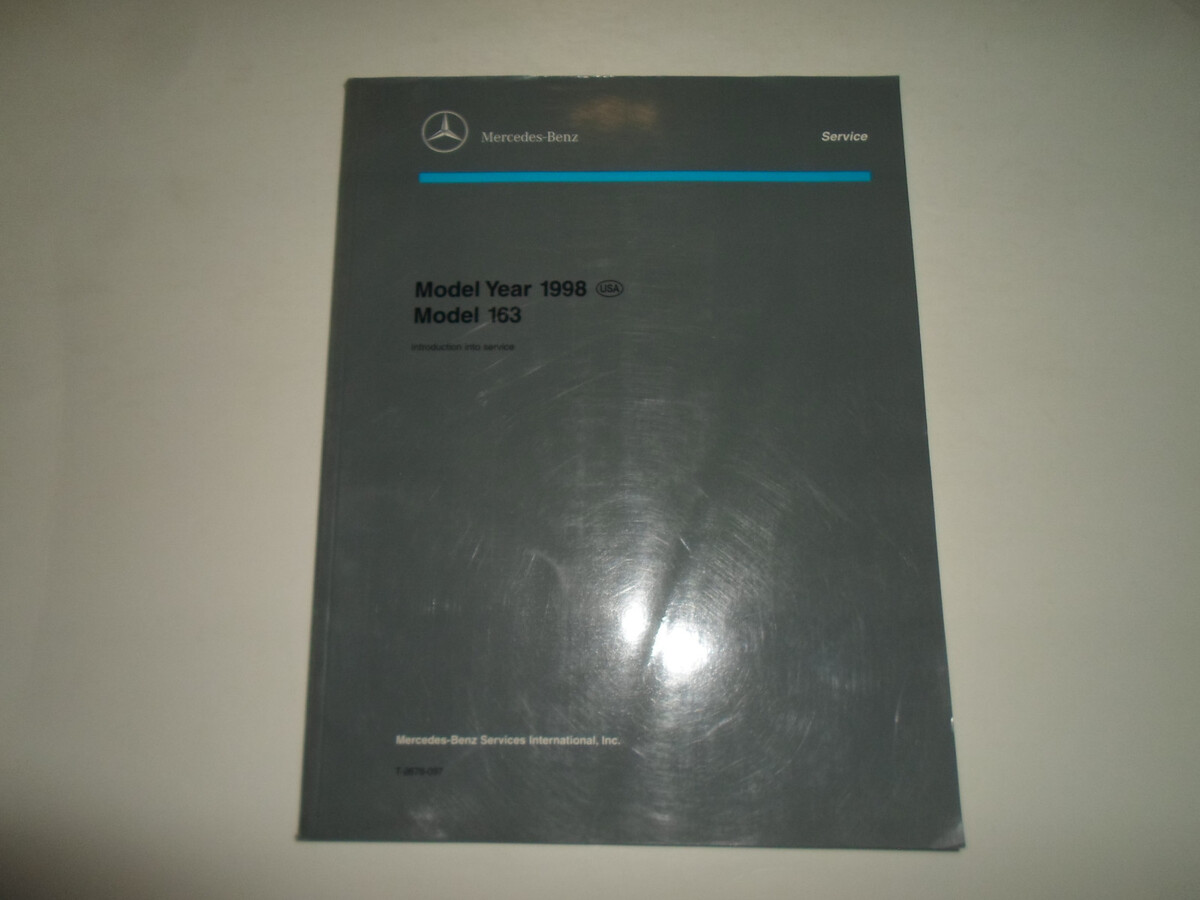 Mercedes-Benz
Service
Model Year 1998 USA
Model 163
Introduction into service
Mercedes-Benz Services International, Inc.